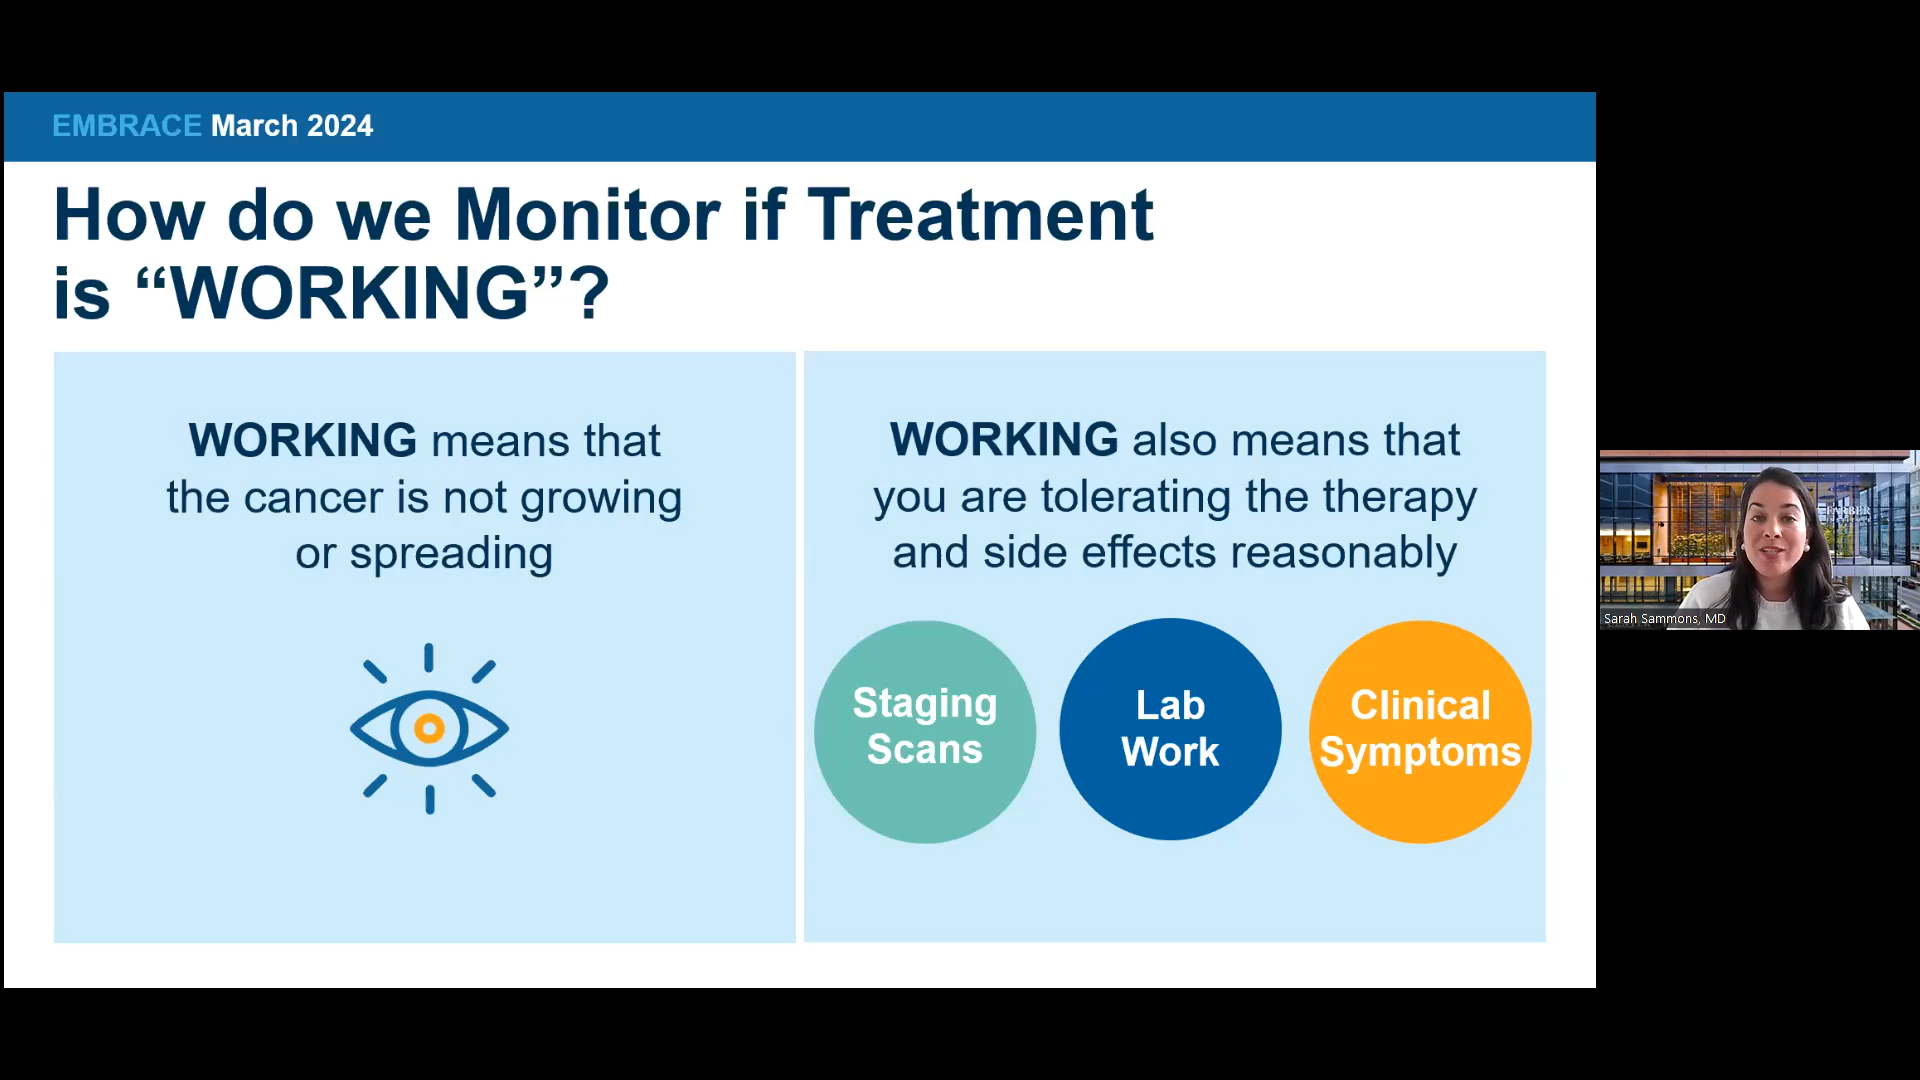 EMBRACE March 2024
How do we Monitor if Treatment
is “WORKING”?
WORKING means that
the cancer is not growing
or spreading
WORKING also means that
you are tolerating the therapy
and side effects reasonably
Staging
Scans
Lab
Work
Clinical
Symptoms
FARBER
Sarah Sammons, MD